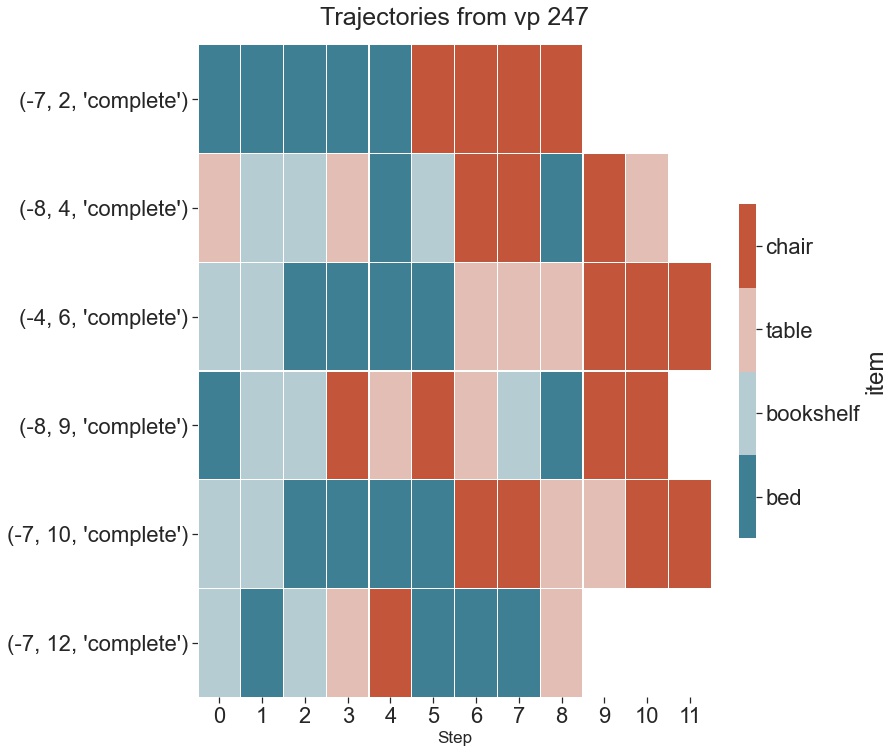 Trajectories from vp 247
(-7, 2, 'complete')
(-8, 4, 'complete')
(-4, 6, 'complete')
(-8, 9, 'complete')
(-7, 10, 'complete')
(-7, 12, 'complete')
0 1 2 3 4 5 6 7 8 9 10 11
Step
chair
table
bookshelf
bed
item